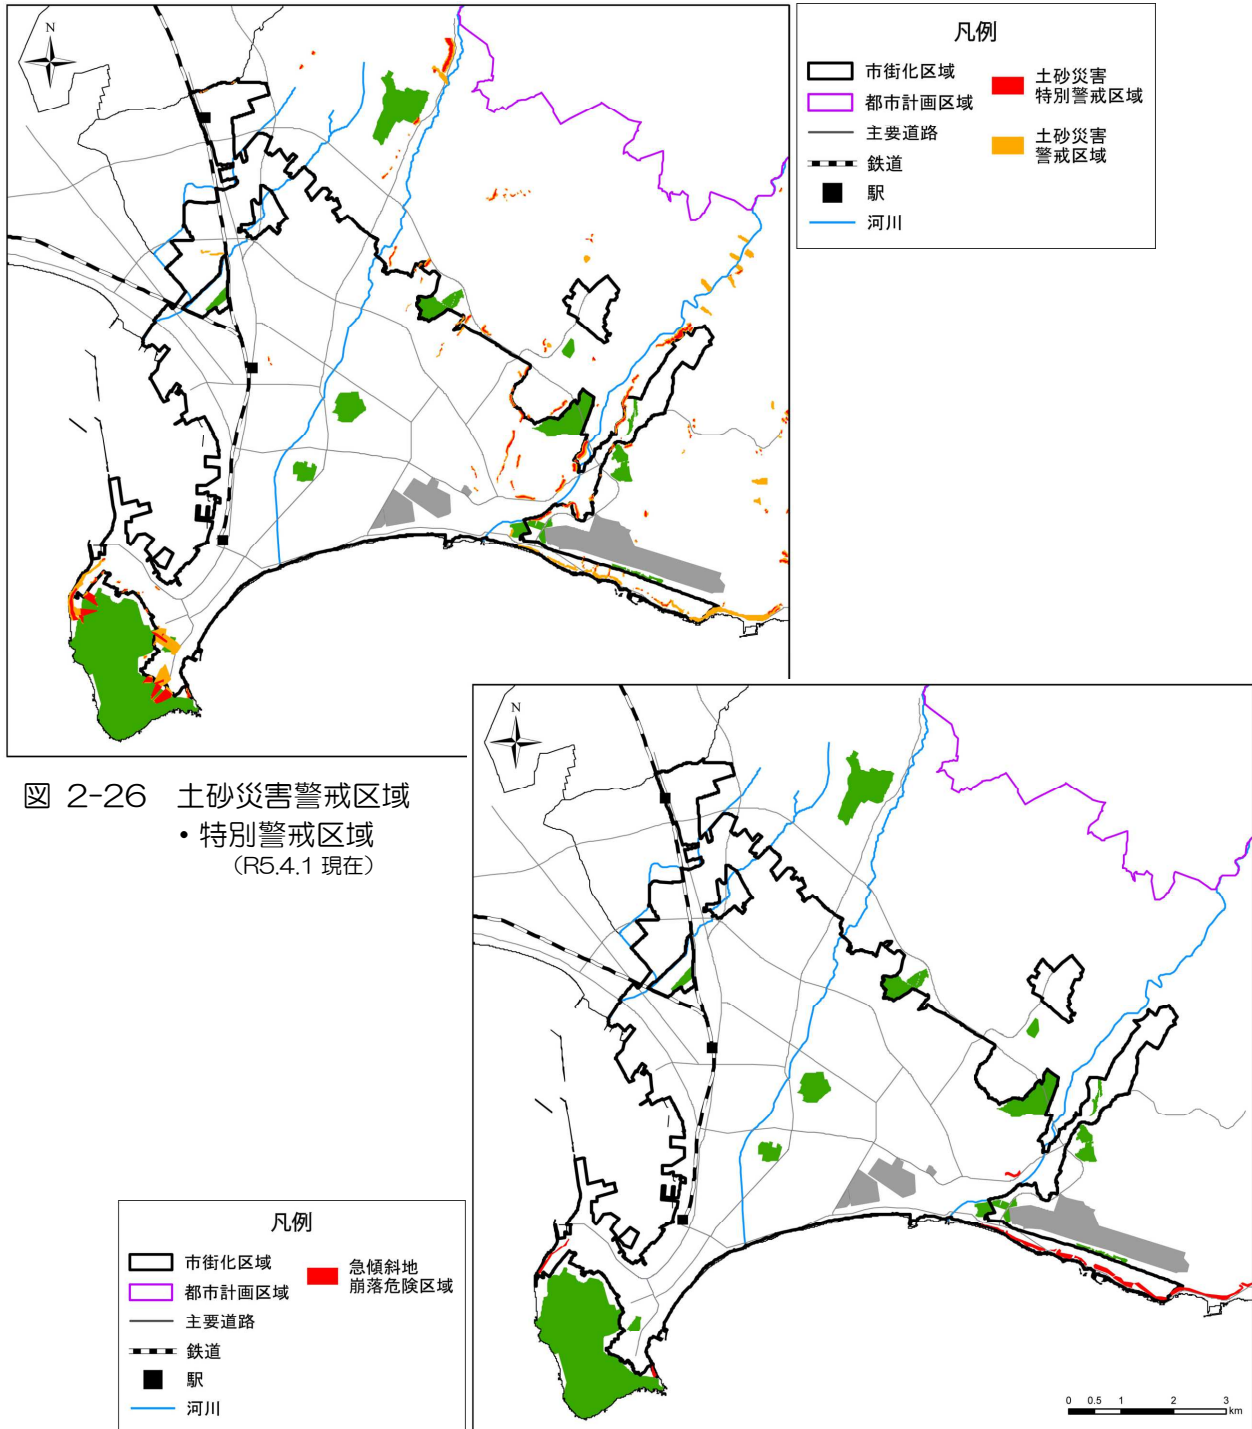 N
凡例
市街化区域
都市計画区域
主要道路
鉄道
駅
河川
土砂災害
特別警戒区域
土砂災害
警戒区域
図 2-26 土砂災害警戒区域
・特別警戒区域
(R5.4.1 現在)
N
凡例
市街化区域
都市計画区域
主要道路
鉄道
駅
河川
急傾斜地
崩落危険区域
0 0.5 1 2 3
km